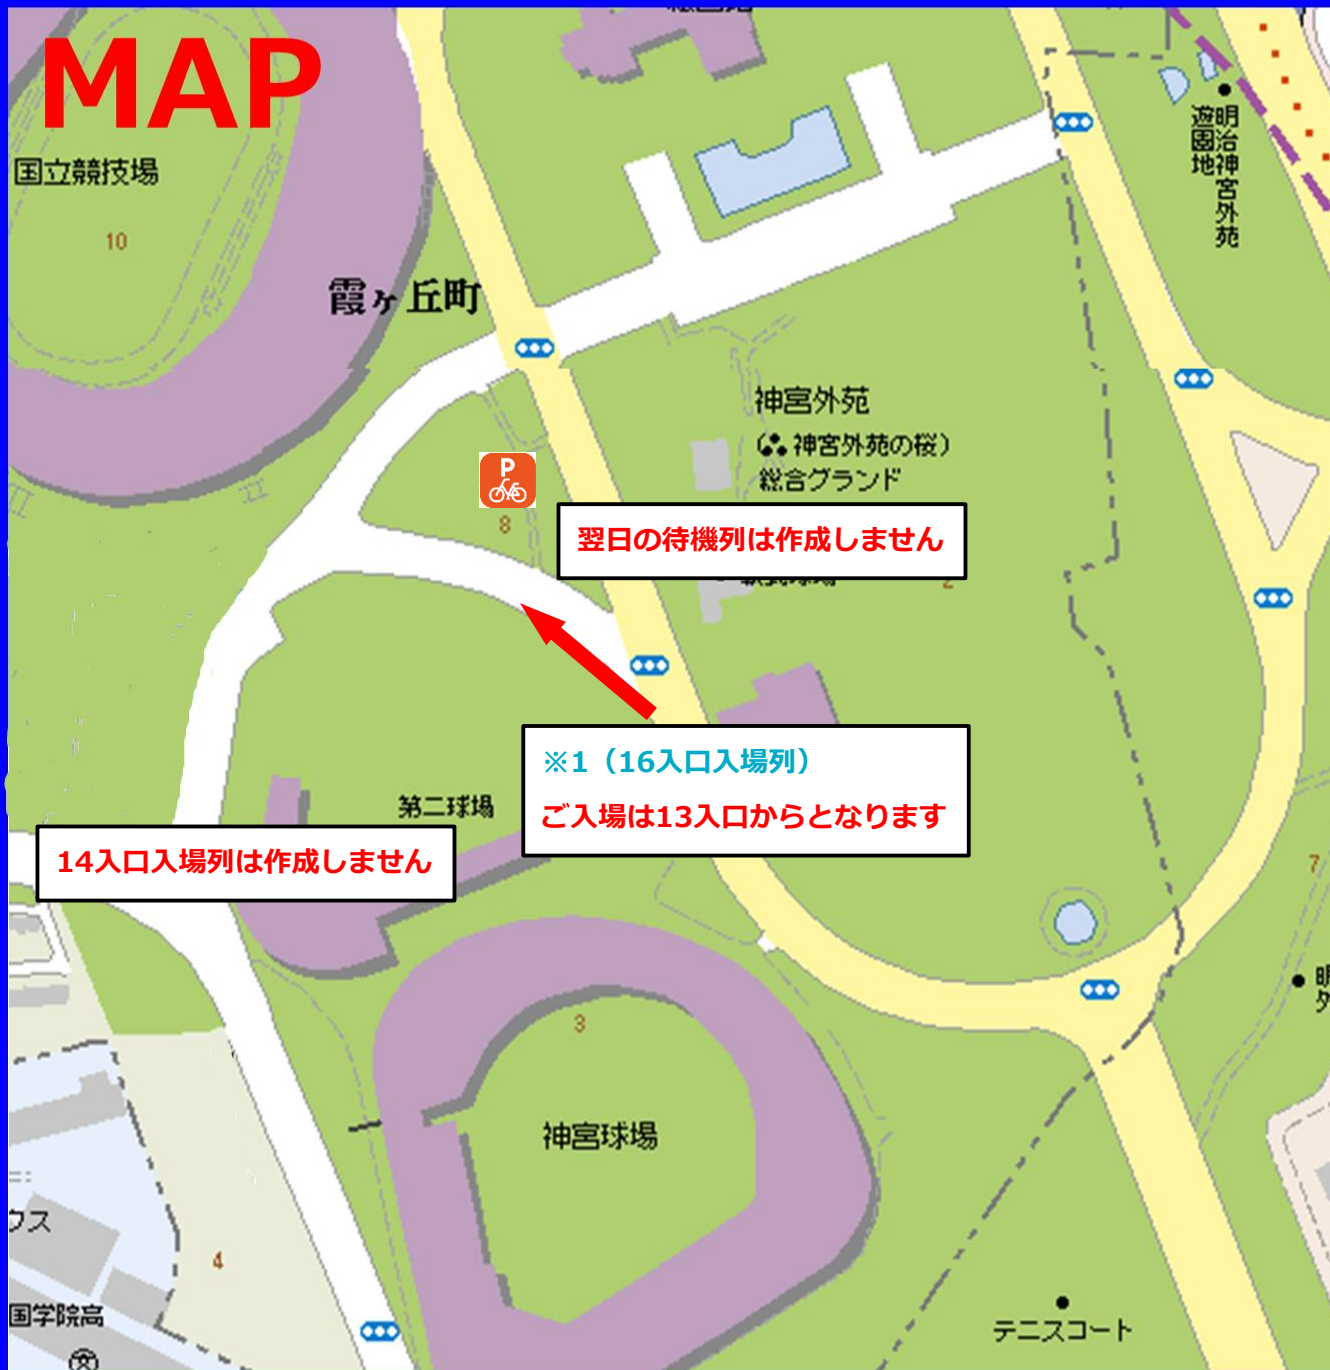 MAP
国立競技場
10
霞ヶ丘町
明治神宮外苑
遊園地
神宮外苑
(∴神宮外苑の桜)
総合グランド
P
8
翌日の待機列は作成しません
2
※1（16入口入場列）
ご入場は13入口からとなります
第二球場
14入口入場列は作成しません
7
3
神宮球場
ウス
4
国学院高
テニスコート